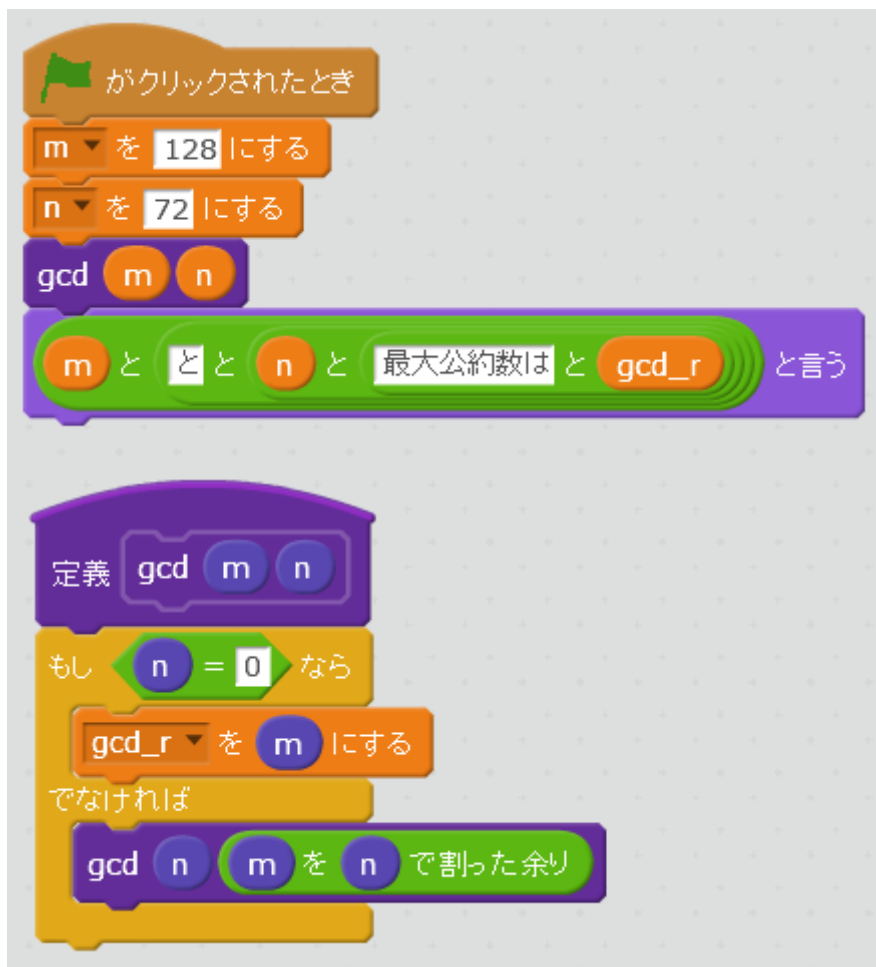 がクリックされたとき
m を 128 にする
n を 72 にする
gcd m n
m と と と n と 最大公約数は と gcd_r と言う
定義 gcd m n
もし n = 0 なら
gcd_r を m にする
でなければ
gcd n m を n で割った余り